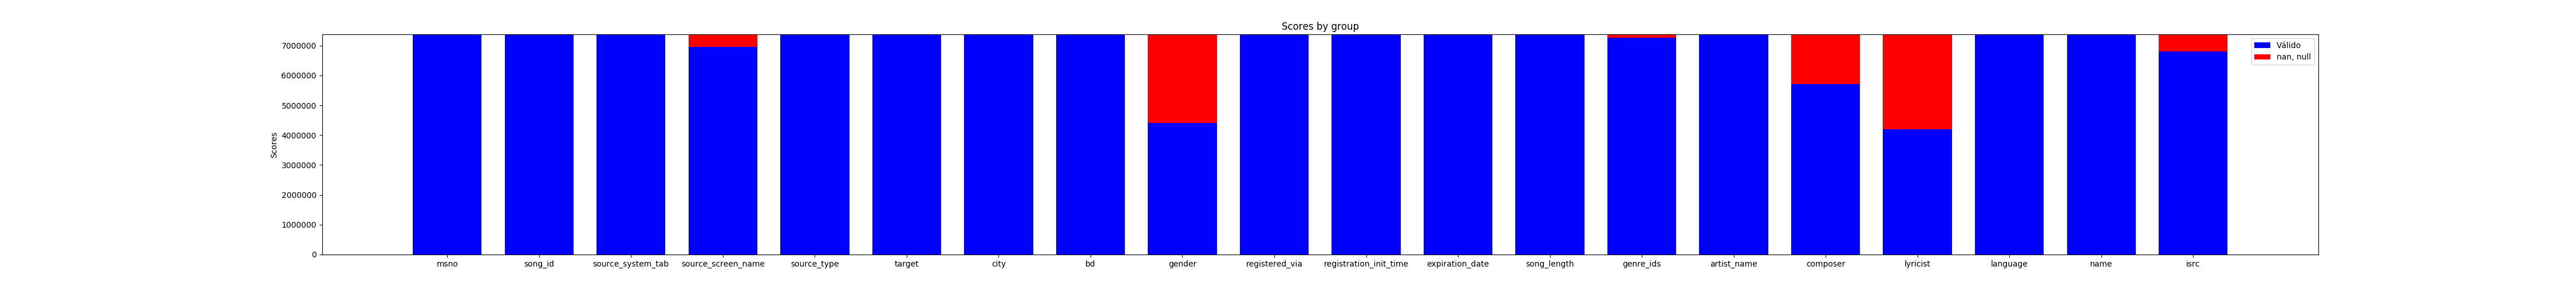 Scores by group
Scores
7000000
6000000
5000000
4000000
3000000
2000000
1000000
0
Válido
nan, null
msno song_id source_system_tab source_screen_name source_type target city bd gender registered_via registration_init_time expiration_date song_length genre_ids artist_name composer lyricist language name isrc